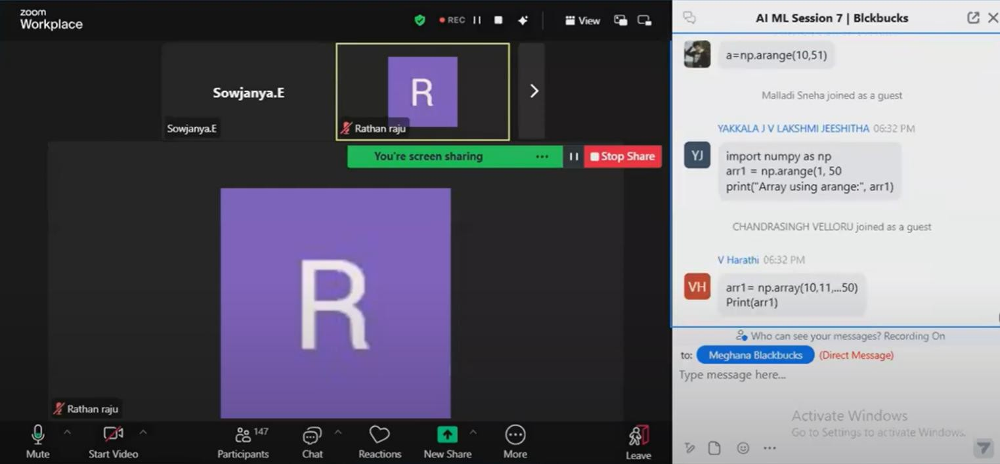 zoom
Workplace
REC
View
Sowjanya.E
Sowjanya.E
R
Rathan raju
You're screen sharing
Stop Share
R
Rathan raju
Mute
Start Video
147
Participants
Chat
Reactions
New Share
More
Leave
AI ML Session 7 | Blckbucks
a=np.arange(10,51)
Malladi Sneha joined as a guest
YAKKALA J V LAKSHMI JEESHITHA 06:32 PM
YJ
import numpy as np
arr1 = np.arange(1, 50
print("Array using arange:", arr1)
CHANDRASINGH VELLORU joined as a guest
V Harathi 06:32 PM
VH
arr1= np.array(10,11,...50)
Print(arr1)
Who can see your messages? Recording On
to: Meghana Blackbucks (Direct Message)
Type message here...
Activate Windows
Go to Settings to activate Windows.